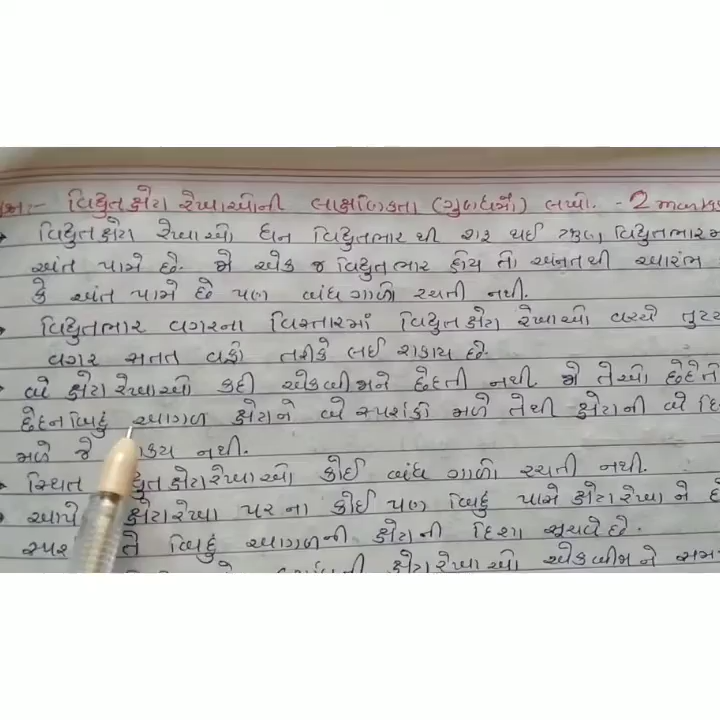 વિદ્યુતક્ષેત્ર રેખાઓની લાક્ષણિકતા (ગુણધર્મો) લખો. - 2 marks
વિદ્યુતક્ષેત્ર રેખાઓ ધન વિદ્યુતભાર થી શરૂ થઈ ઋણ વિદ્યુતભારમાં
અંત પામે છે. જો એક જ વિદ્યુતભાર હોય તો અનંતથી આરંભ
કે અંત પામે છે પણ બંધ ગાળો રચતી નથી.
વિદ્યુતભાર વગરના વિસ્તારમાં વિદ્યુતક્ષેત્ર રેખાઓ વચ્ચે તુટ્યા
વગર સતત વક્રો તરીકે લઈ શકાય છે.
બે ક્ષેત્રરેખાઓ કદી એકબીજાને છેદતી નથી જો તેઓ છેદે તો
છેદનબિંદુ આગળ ક્ષેત્રને બે સ્પર્શકો મળે તેથી ક્ષેત્રની બે
મળે જે નથી.
સ્થિત ક્ષેત્રરેખાઓ કોઈ બંધ ગાળો રચતી નથી.
ક્ષેત્રરેખા પરના કોઈ પણ બિંદુ પાસે ક્ષેત્રરેખા ને
તે બિંદુ આગળની ક્ષેત્રની દિશા સૂચવે છે.
ક્ષેત્રરેખાઓ એકબીજાને